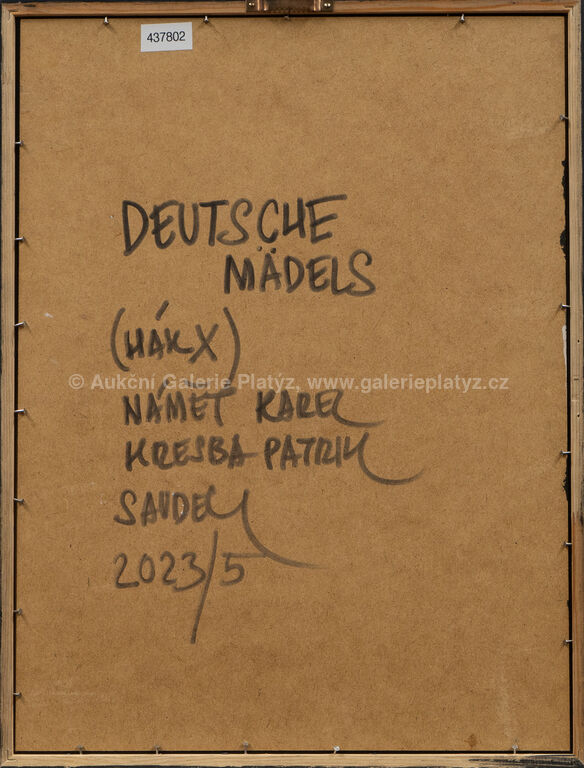 437802
DEUTSCHE
MÄDELS
(HÁKX)
© Aukční Galerie Platýz, www.galerieplatyz.cz
NÁMĚT KAREL
KRESBA PATRIK
SAUDEK
2023/5